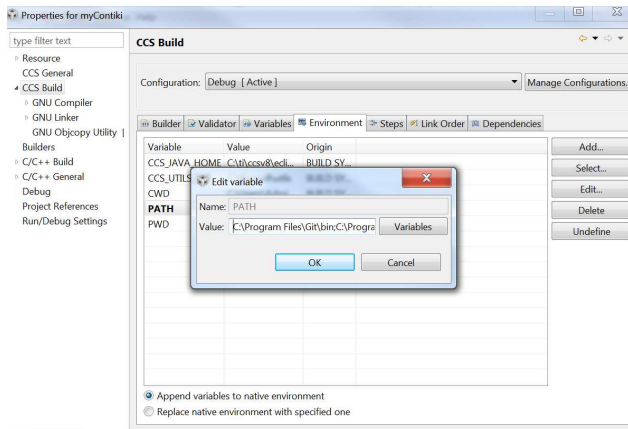 Properties for myContiki
type filter text
Resource
CCS General
CCS Build
GNU Compiler
GNU Linker
GNU Objcopy Utility |
Builders
C/C++ Build
C/C++ General
Debug
Project References
Run/Debug Settings
CCS Build
Configuration: Debug [ Active ] Manage Configurations.
Builder Validator Variables Environment Steps Link Order Dependencies
Variable Value Origin
CCS_JAVA_HOME C:\ti\ccsv8\ecli... BUILD SY...
CCS_UTILS
CWD
PATH
PWD
Edit variable
Name: PATH
Value: C:\Program Files\Git\bin;C:\Progra Variables
OK Cancel
Add...
Select...
Edit...
Delete
Undefine
Append variables to native environment
Replace native environment with specified one